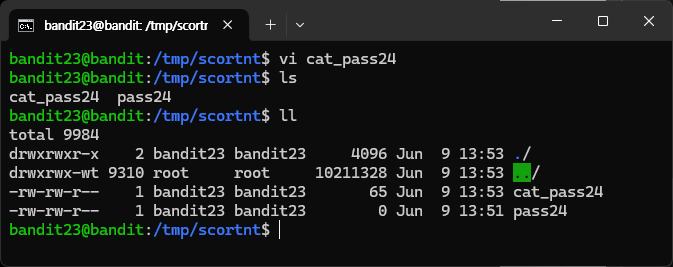 bandit23@bandit: /tmp/scortnt
bandit23@bandit:/tmp/scortnt$ vi cat_pass24
bandit23@bandit:/tmp/scortnt$ ls
cat_pass24  pass24
bandit23@bandit:/tmp/scortnt$ ll
total 9984
drwxrwxr-x    2 bandit23 bandit23     4096 Jun  9 13:53 ./
drwxrwx-wt 9310 root     root     10211328 Jun  9 13:53 ../
-rw-rw-r--    1 bandit23 bandit23       65 Jun  9 13:53 cat_pass24
-rw-rw-r--    1 bandit23 bandit23        0 Jun  9 13:51 pass24
bandit23@bandit:/tmp/scortnt$